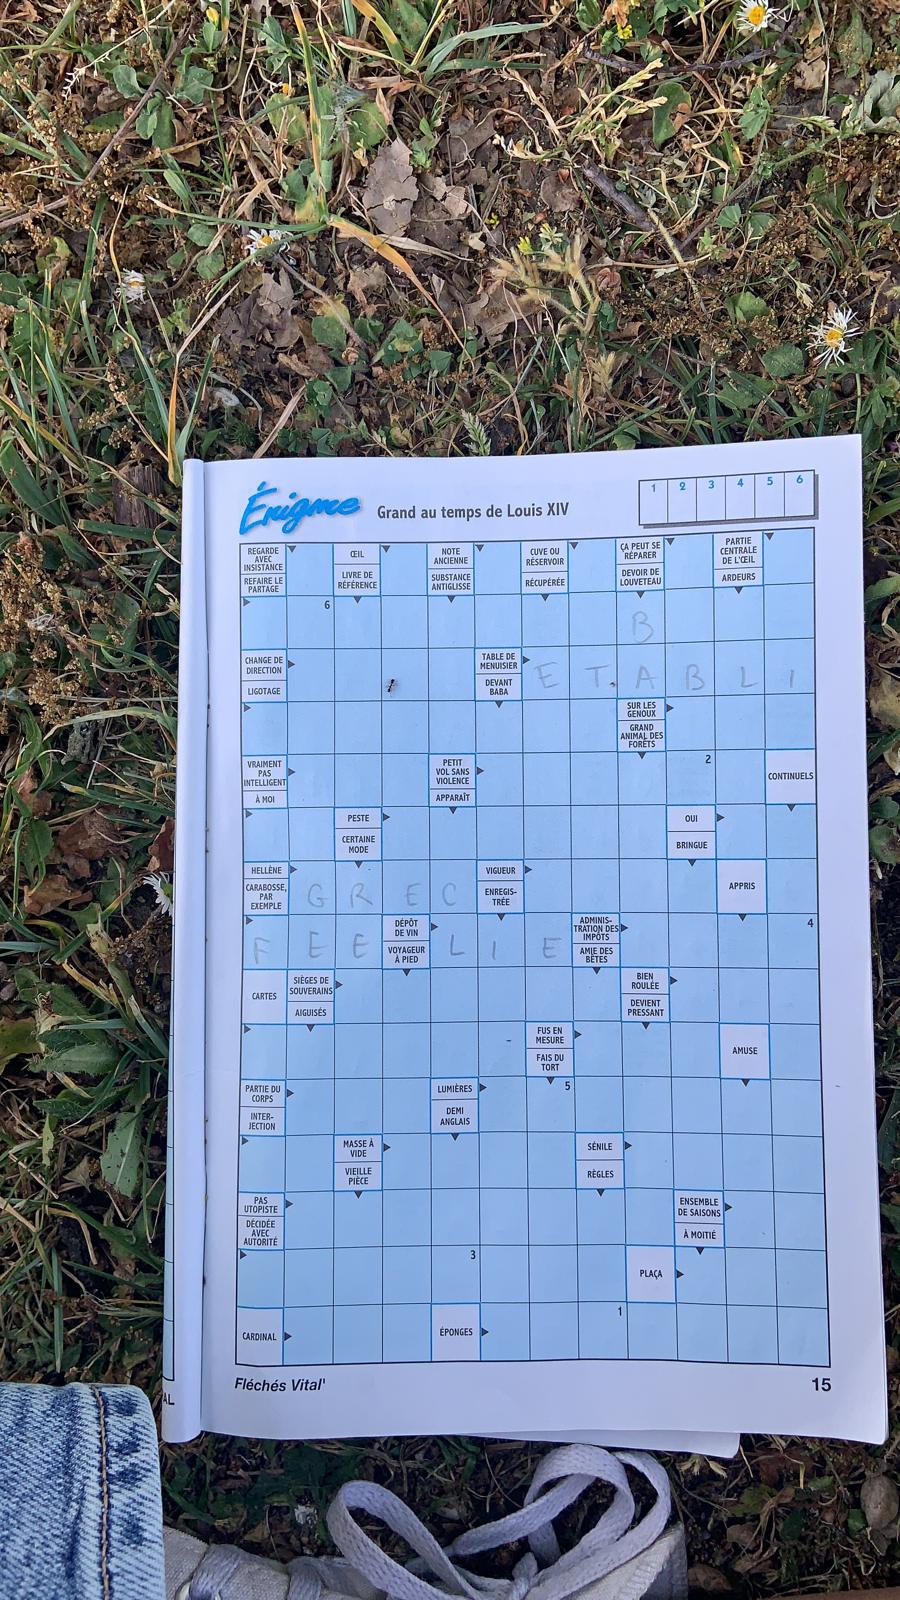 Énigme
Grand au temps de Louis XIV
1 2 3 4 5 6
REGARDE AVEC INSISTANCE
REFAIRE LE PARTAGE
ŒIL
LIVRE DE RÉFÉRENCE
NOTE ANCIENNE
SUBSTANCE ANTIGLISSE
CUVE OU RÉSERVOIR
RÉCUPÉRÉE
ÇA PEUT SE RÉPARER
DEVOIR DE LOUVETEAU
PARTIE CENTRALE DE L'ŒIL
ARDEURS
6
B
CHANGE DE DIRECTION
LIGOTAGE
TABLE DE MENUISIER
DEVANT BABA
E T A B L I
SUR LES GENOUX
GRAND ANIMAL DES FORÊTS
VRAIMENT PAS INTELLIGENT
À MOI
PETIT VOL SANS VIOLENCE
APPARAÎT
2
CONTINUELS
PESTE
CERTAINE MODE
OUI
BRINGUE
HELLÈNE
CARABOSSE, PAR EXEMPLE
G R E C
VIGUEUR
ENREGIS-TRÉE
APPRIS
F E E
DÉPÔT DE VIN
VOYAGEUR À PIED
L I E
ADMINIS-TRATION DES IMPÔTS
AMIE DES BÊTES
4
CARTES
SIÈGES DE SOUVERAINS
AIGUISÉS
BIEN ROULÉE
DEVIENT PRESSANT
FUS EN MESURE
FAIS DU TORT
AMUSE
PARTIE DU CORPS
INTER-JECTION
LUMIÈRES
DEMI ANGLAIS
5
MASSE À VIDE
VIEILLE PIÈCE
SÉNILE
RÈGLES
PAS UTOPISTE
DÉCIDÉE AVEC AUTORITÉ
ENSEMBLE DE SAISONS
À MOITIÉ
3
PLAÇA
CARDINAL
ÉPONGES
1
Fléchés Vital'
15
AL